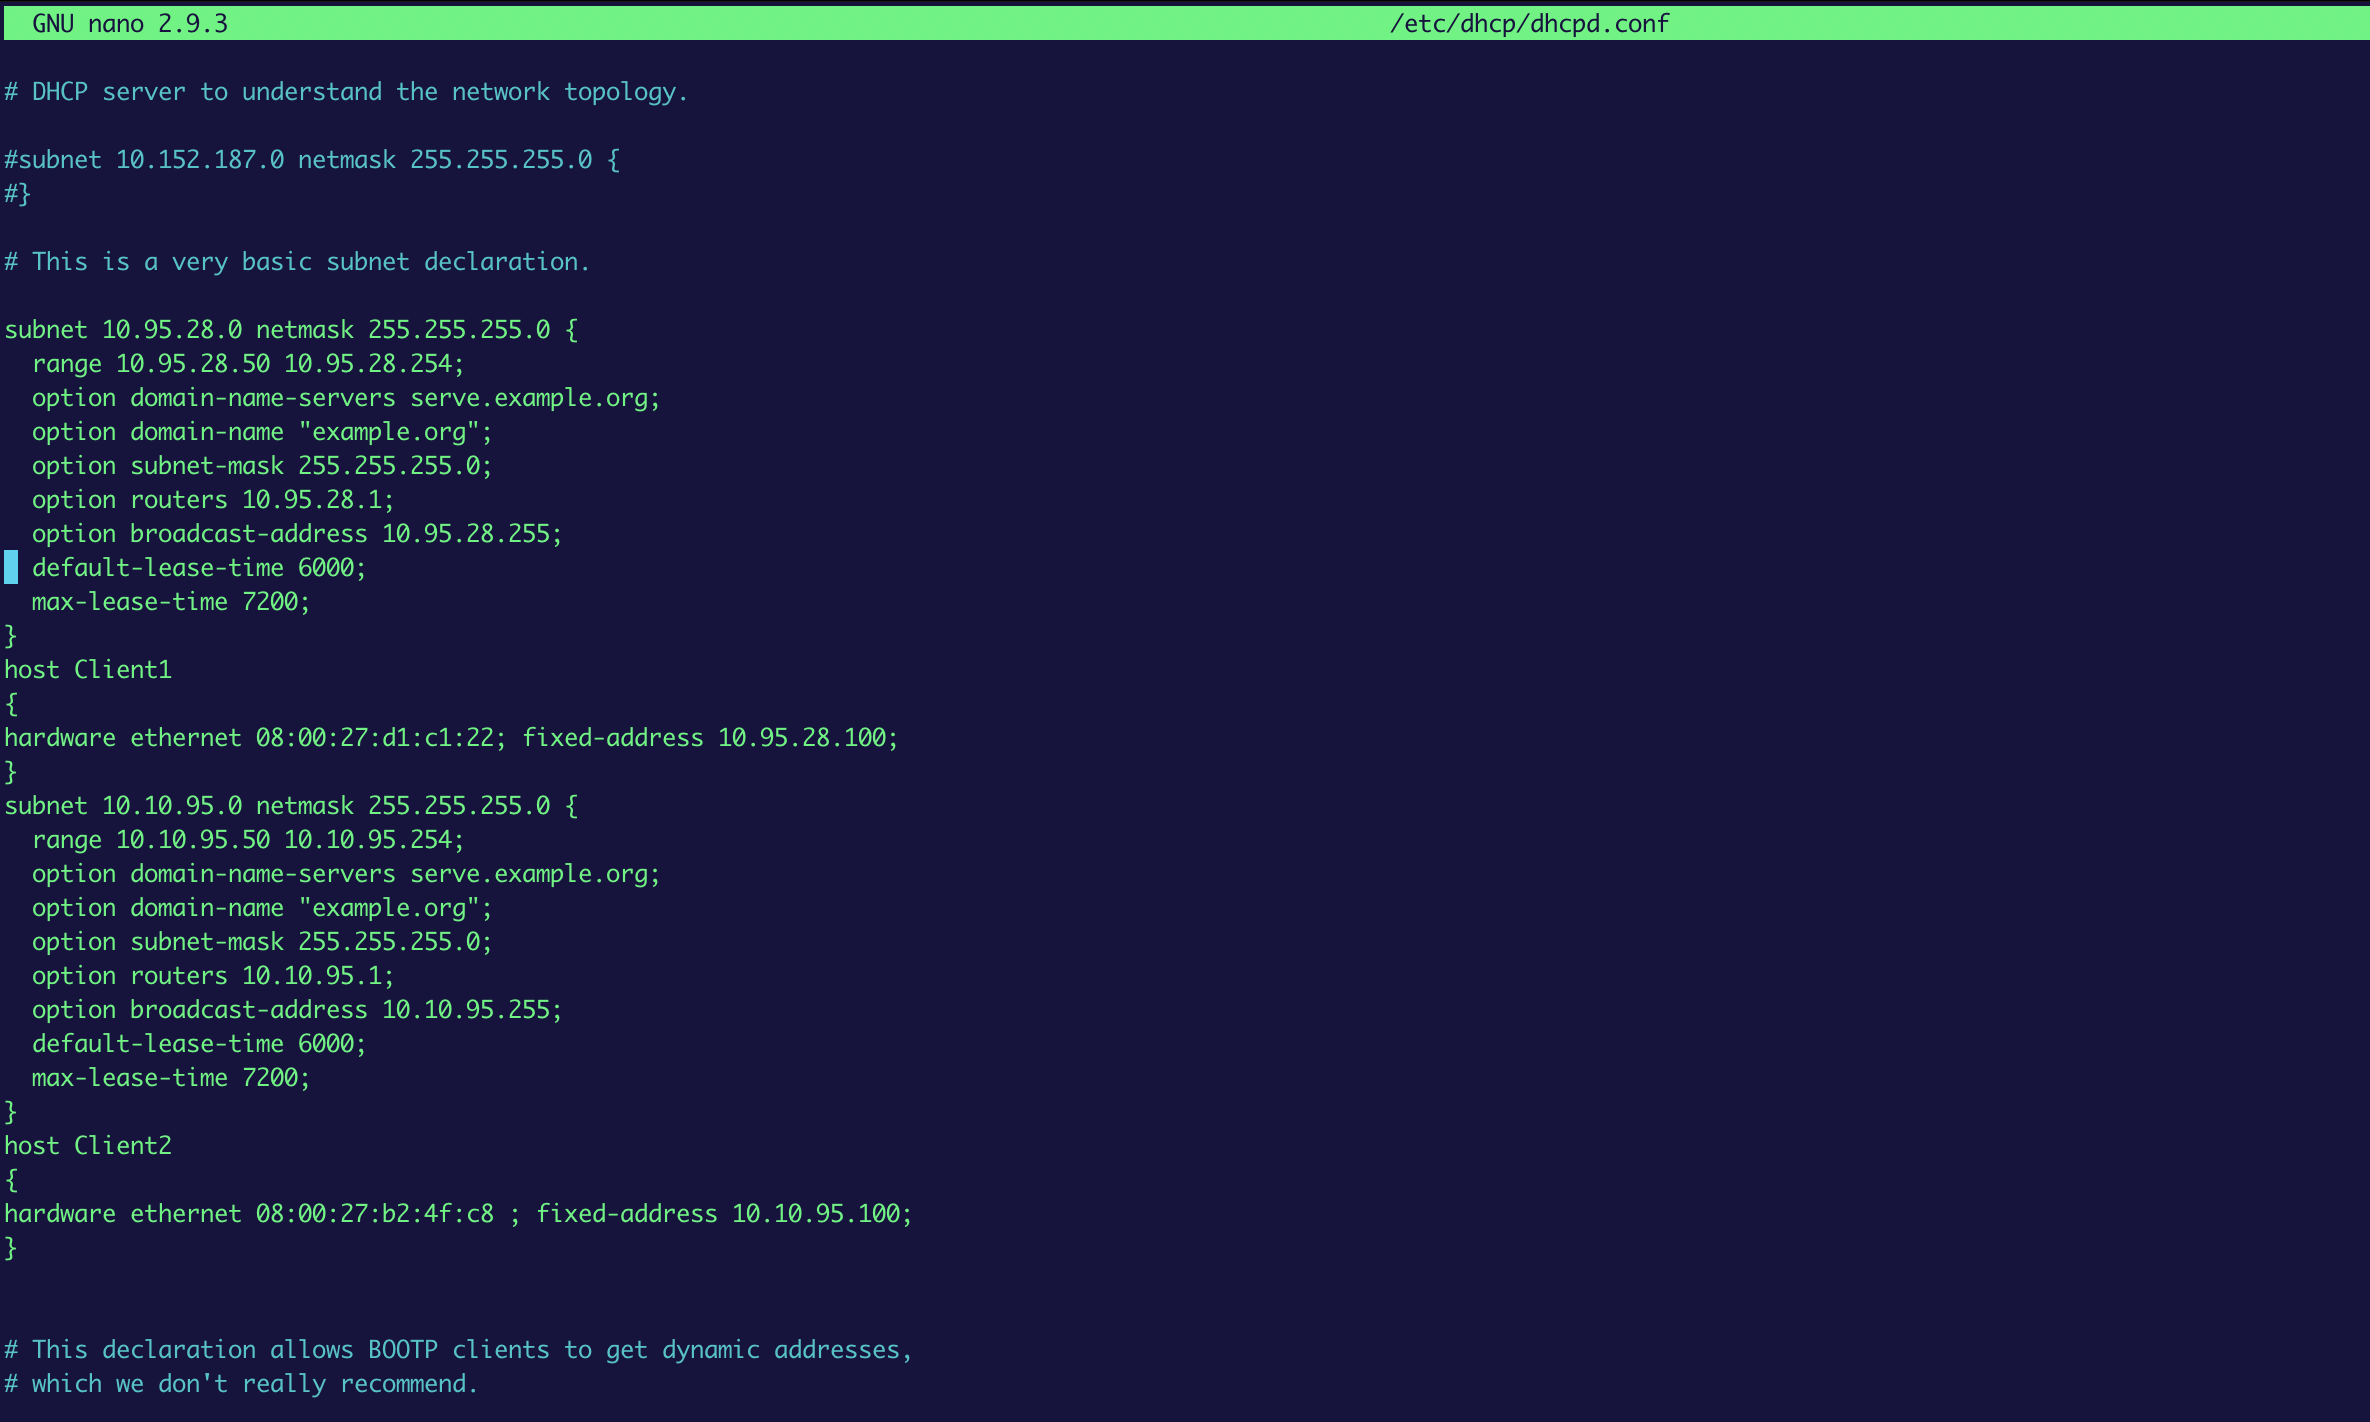 GNU nano 2.9.3 /etc/dhcp/dhcpd.conf
# DHCP server to understand the network topology.
#subnet 10.152.187.0 netmask 255.255.255.0 {
#}
# This is a very basic subnet declaration.
subnet 10.95.28.0 netmask 255.255.255.0 {
range 10.95.28.50 10.95.28.254;
option domain-name-servers serve.example.org;
option domain-name "example.org";
option subnet-mask 255.255.255.0;
option routers 10.95.28.1;
option broadcast-address 10.95.28.255;
default-lease-time 6000;
max-lease-time 7200;
}
host Client1
{
hardware ethernet 08:00:27:d1:c1:22; fixed-address 10.95.28.100;
}
subnet 10.10.95.0 netmask 255.255.255.0 {
range 10.10.95.50 10.10.95.254;
option domain-name-servers serve.example.org;
option domain-name "example.org";
option subnet-mask 255.255.255.0;
option routers 10.10.95.1;
option broadcast-address 10.10.95.255;
default-lease-time 6000;
max-lease-time 7200;
}
host Client2
{
hardware ethernet 08:00:27:b2:4f:c8 ; fixed-address 10.10.95.100;
}
# This declaration allows BOOTP clients to get dynamic addresses,
# which we don't really recommend.